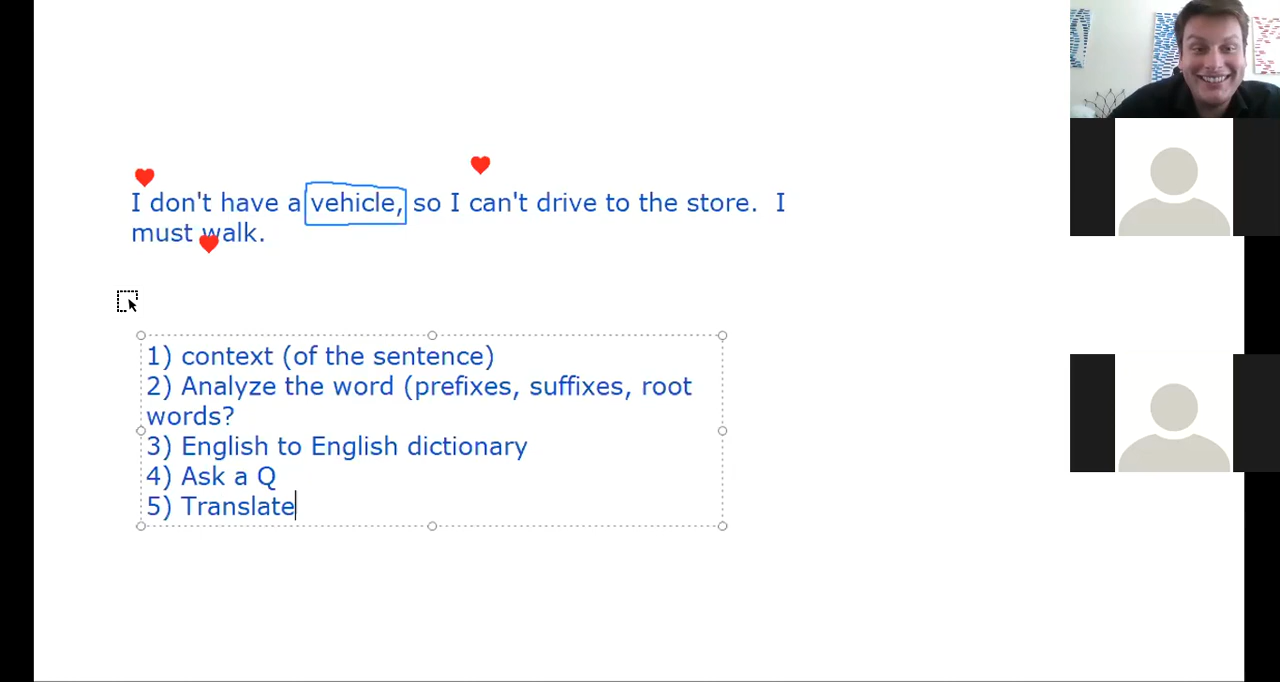 I don't have a vehicle, so I can't drive to the store.  I
must walk.
1) context (of the sentence)
2) Analyze the word (prefixes, suffixes, root
words?
3) English to English dictionary
4) Ask a Q
5) Translate